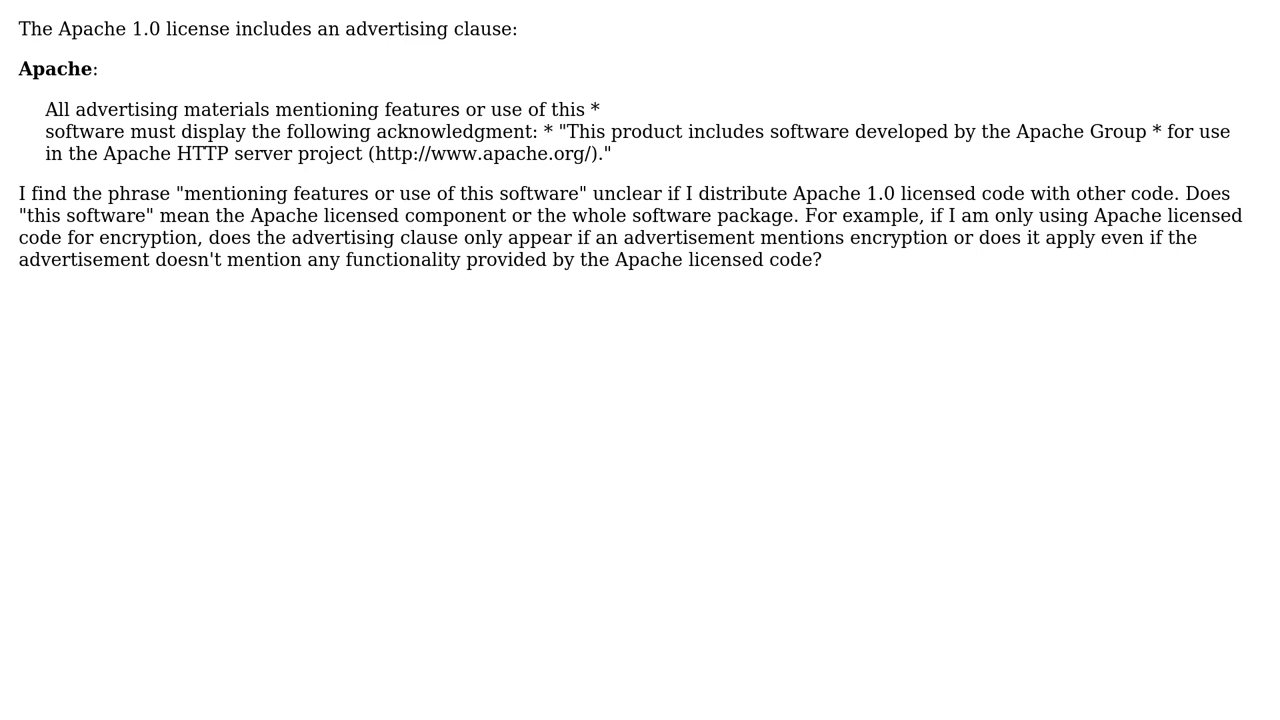 The Apache 1.0 license includes an advertising clause:
Apache:
All advertising materials mentioning features or use of this *
software must display the following acknowledgment: * "This product includes software developed by the Apache Group * for use
in the Apache HTTP server project (http://www.apache.org/)."
I find the phrase "mentioning features or use of this software" unclear if I distribute Apache 1.0 licensed code with other code. Does
"this software" mean the Apache licensed component or the whole software package. For example, if I am only using Apache licensed
code for encryption, does the advertising clause only appear if an advertisement mentions encryption or does it apply even if the
advertisement doesn't mention any functionality provided by the Apache licensed code?